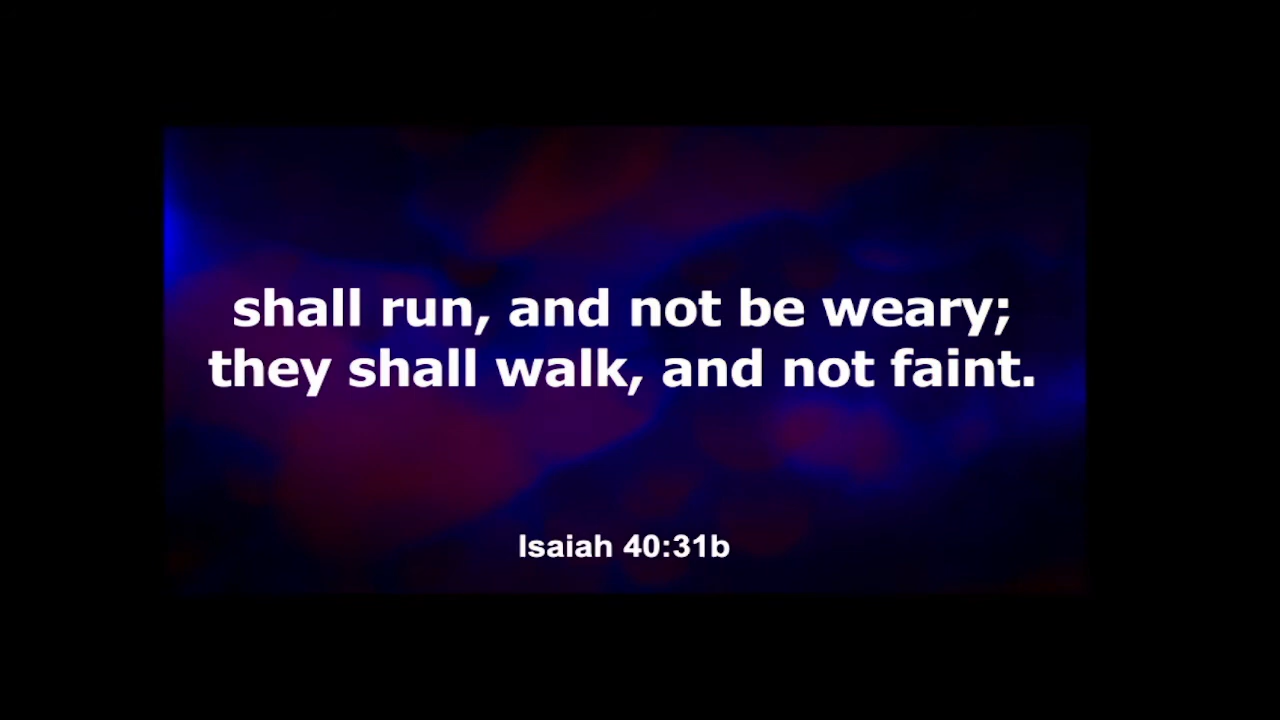 shall run, and not be weary;
they shall walk, and not faint.
Isaiah 40:31b